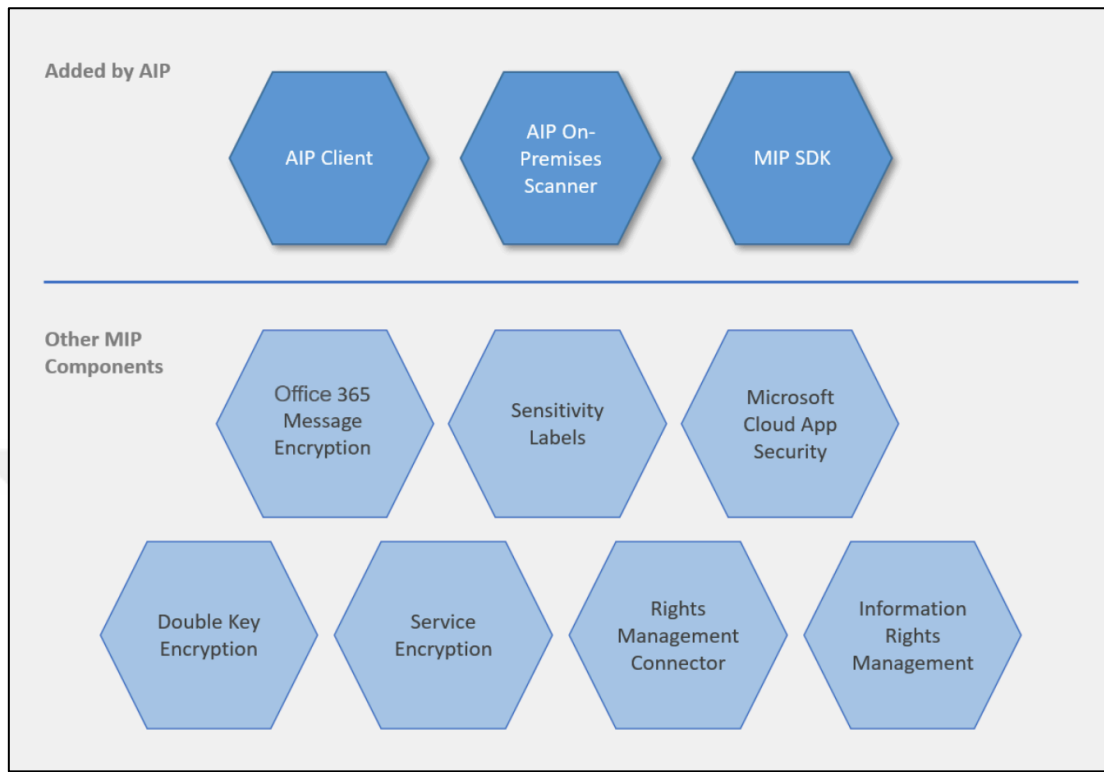 Added by AIP
AIP Client
AIP On-
Premises
Scanner
MIP SDK
Other MIP
Components
Office 365
Message
Encryption
Sensitivity
Labels
Microsoft
Cloud App
Security
Double Key
Encryption
Service
Encryption
Rights
Management
Connector
Information
Rights
Management